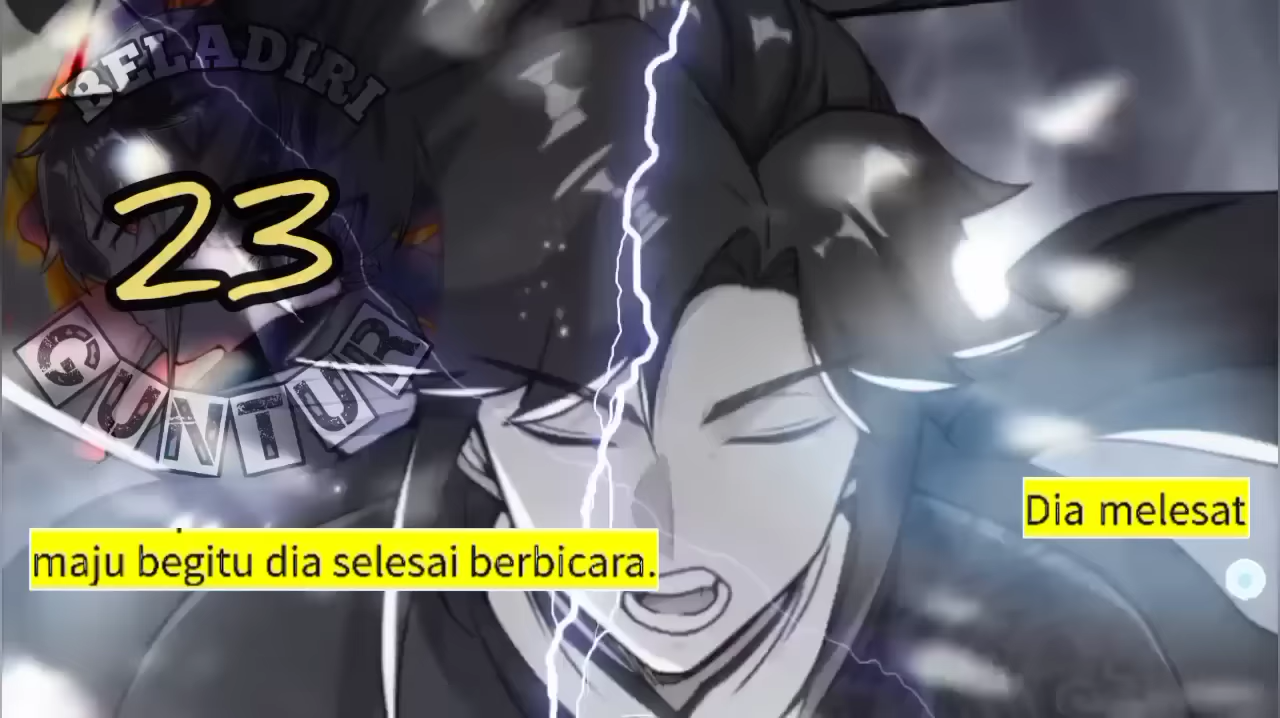 BELADIRI
23
GUNTUR
Dia melesat
maju begitu dia selesai berbicara.